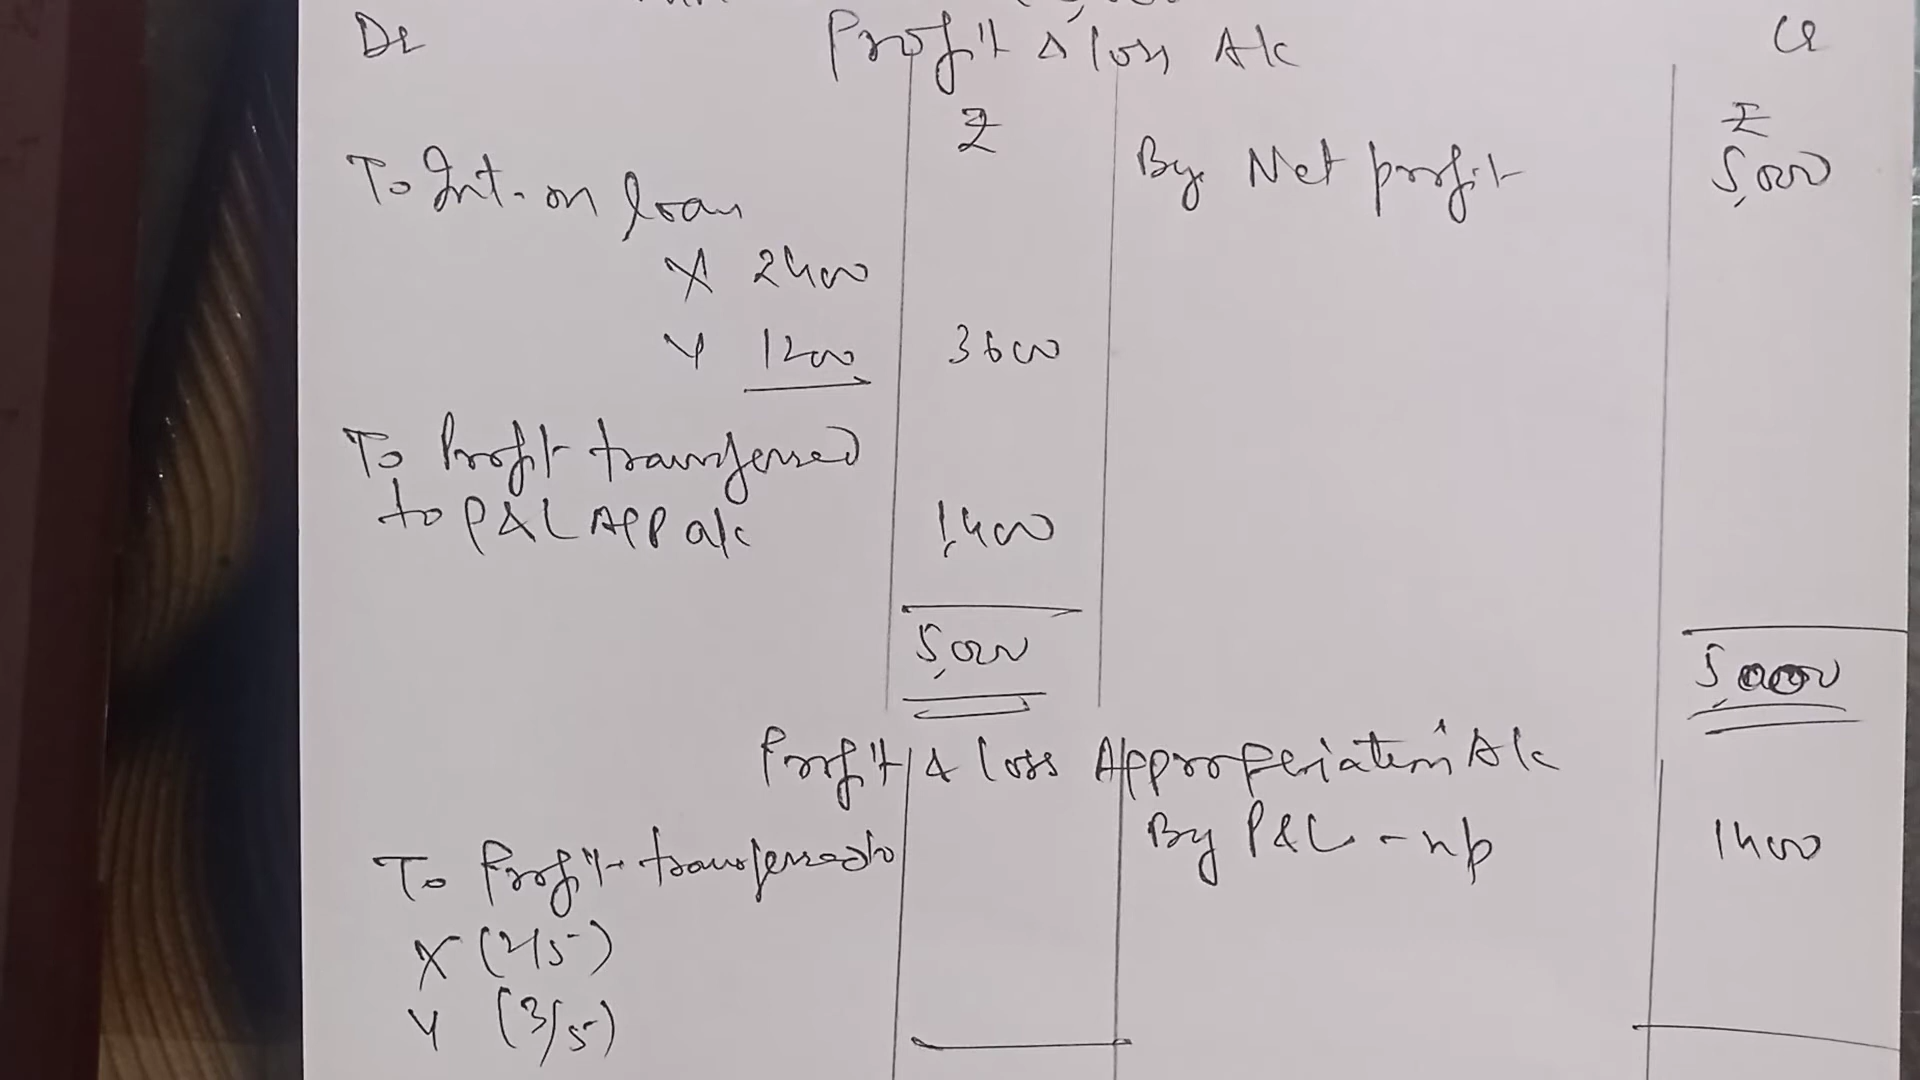 Dr Profit & loss A/c Cr
₹ ₹
To Int. on loan By Net profit 5,000
X 2400
Y 1200 3600
To Profit transferred
to P&L App a/c 1,400
5,000 5,000
Profit & loss Appropriation A/c
To Profit transferred to By P&L - np 1400
X (2/5)
Y (3/5)